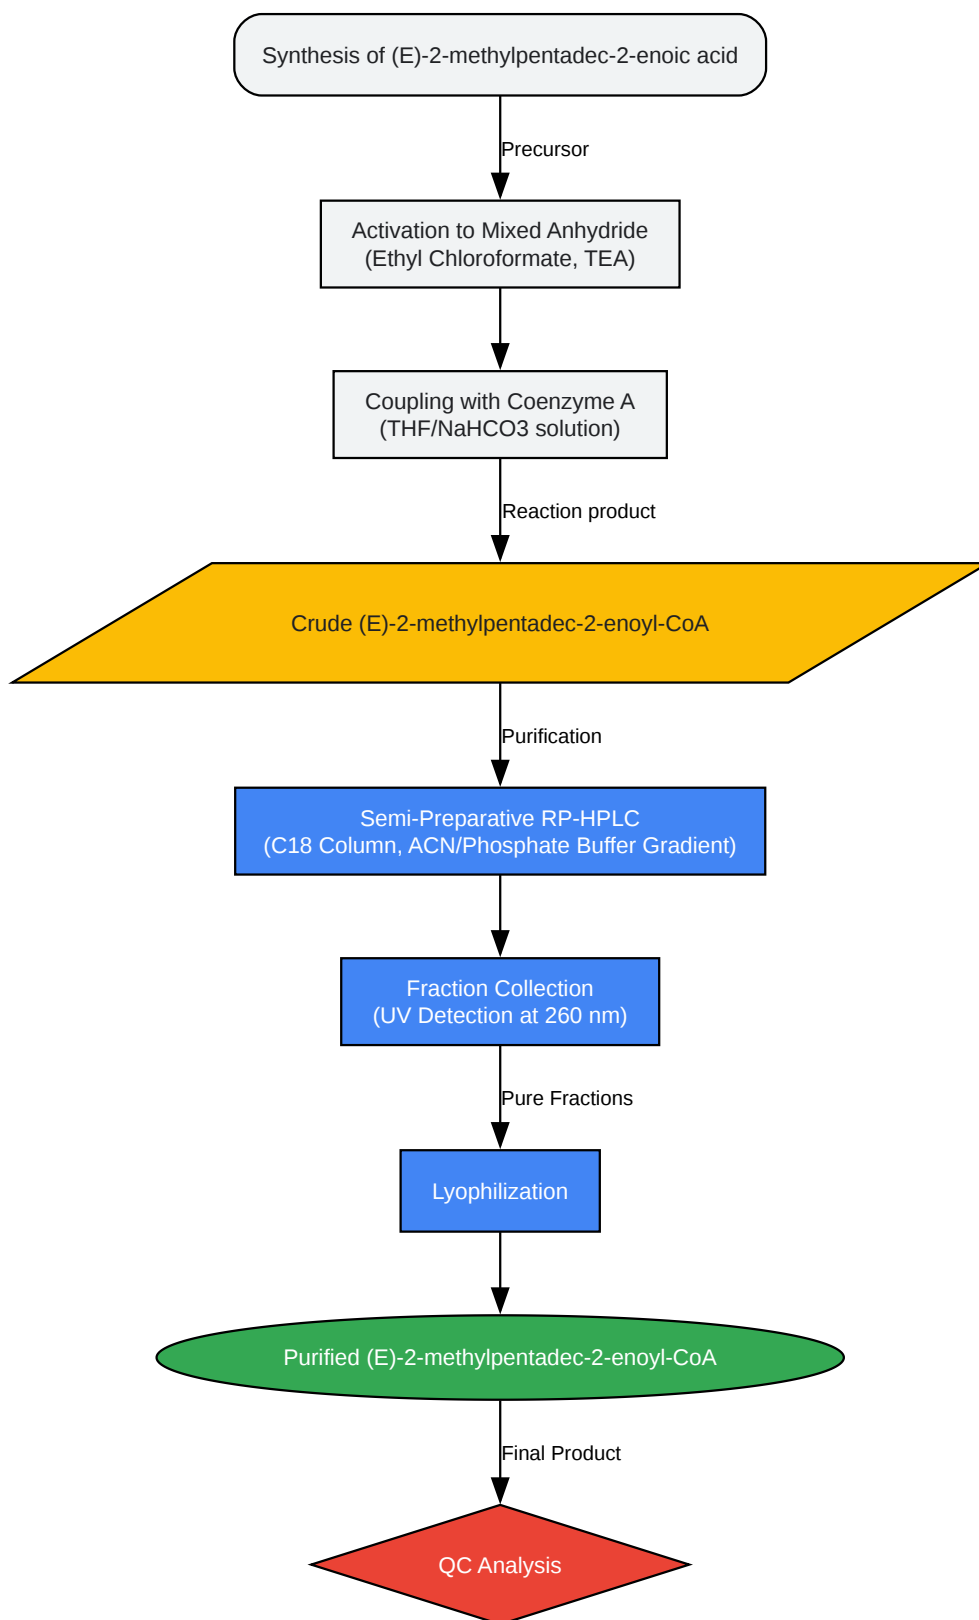 Synthesis of (E)-2-methylpentadec-2-enoic acid
Precursor
Activation to Mixed Anhydride
(Ethyl Chloroformate, TEA)
Coupling with Coenzyme A
(THF/NaHCO3 solution)
Reaction product
Crude (E)-2-methylpentadec-2-enoyl-CoA
Purification
Semi-Preparative RP-HPLC
(C18 Column, ACN/Phosphate Buffer Gradient)
Fraction Collection
(UV Detection at 260 nm)
Pure Fractions
Lyophilization
Purified (E)-2-methylpentadec-2-enoyl-CoA
Final Product
QC Analysis